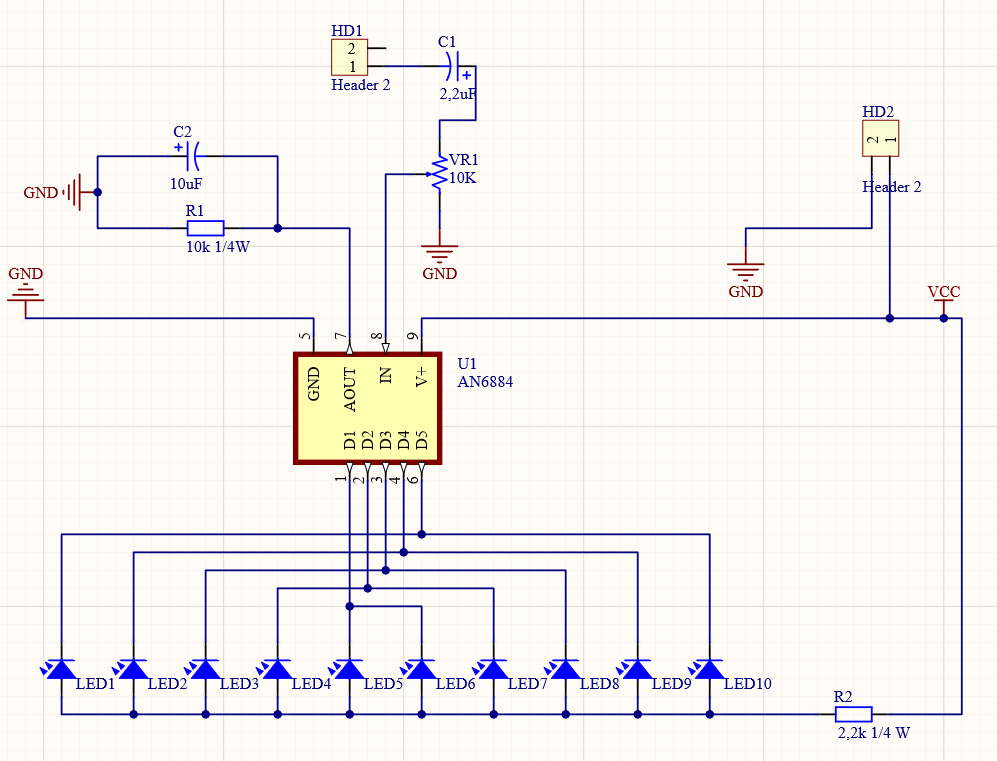 HD1
2
1
Header 2
C1
2,2uF
HD2
2
1
Header 2
C2
10uF
VR1
10K
GND
R1
10k 1/4W
GND
GND
GND
VCC
5
7
8
9
GND
AOUT
IN
V+
U1
AN6884
D1
D2
D3
D4
D5
1
2
3
4
6
LED1
LED2
LED3
LED4
LED5
LED6
LED7
LED8
LED9
LED10
R2
2,2k 1/4 W